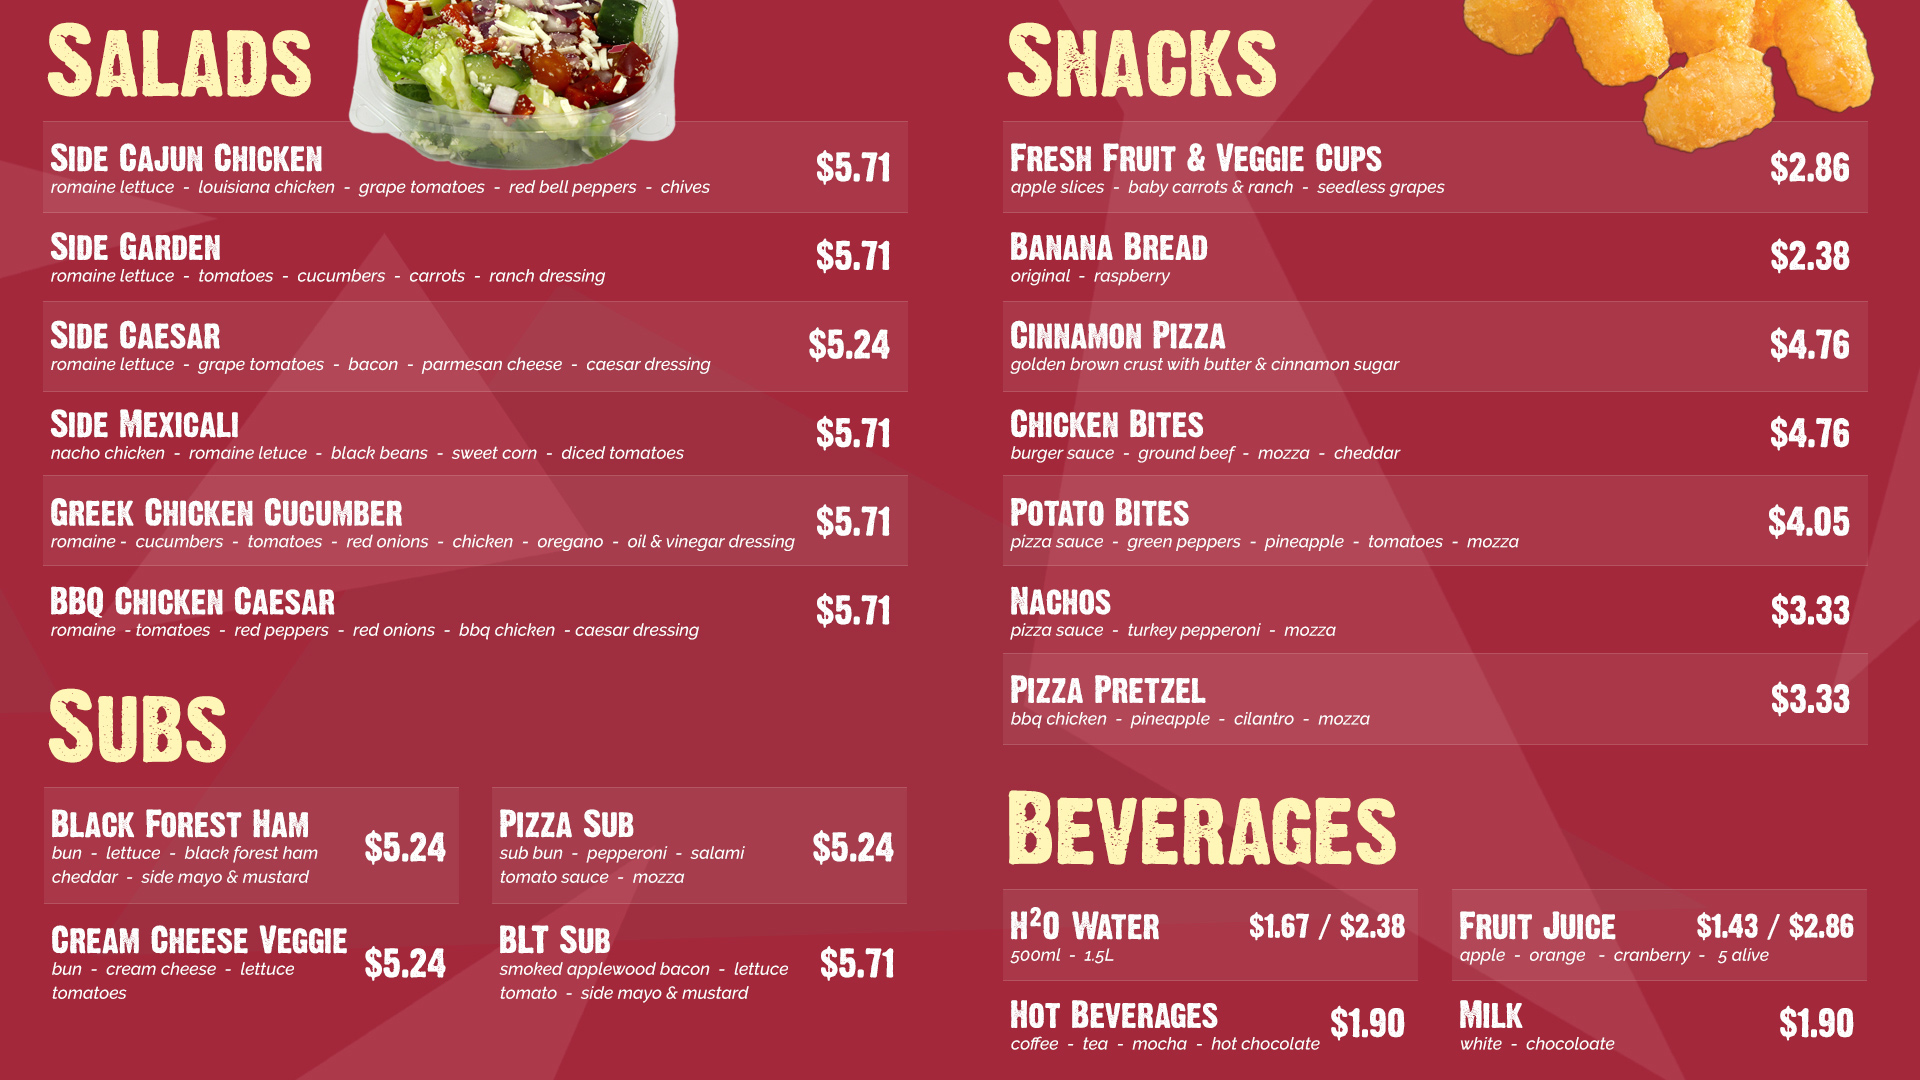 SALADS
SIDE CAJUN CHICKEN $5.71
romaine lettuce - louisiana chicken - grape tomatoes - red bell peppers - chives
SIDE GARDEN $5.71
romaine lettuce - tomatoes - cucumbers - carrots - ranch dressing
SIDE CAESAR $5.24
romaine lettuce - grape tomatoes - bacon - parmesan cheese - caesar dressing
SIDE MEXICALI $5.71
nacho chicken - romaine letuce - black beans - sweet corn - diced tomatoes
GREEK CHICKEN CUCUMBER $5.71
romaine - cucumbers - tomatoes - red onions - chicken - oregano - oil & vinegar dressing
BBQ CHICKEN CAESAR $5.71
romaine - tomatoes - red peppers - red onions - bbq chicken - caesar dressing
SUBS
BLACK FOREST HAM $5.24
bun - lettuce - black forest ham
cheddar - side mayo & mustard
PIZZA SUB $5.24
sub bun - pepperoni - salami
tomato sauce - mozza
CREAM CHEESE VEGGIE $5.24
bun - cream cheese - lettuce
tomatoes
BLT SUB $5.71
smoked applewood bacon - lettuce
tomato - side mayo & mustard
SNACKS
FRESH FRUIT & VEGGIE CUPS $2.86
apple slices - baby carrots & ranch - seedless grapes
BANANA BREAD $2.38
original - raspberry
CINNAMON PIZZA $4.76
golden brown crust with butter & cinnamon sugar
CHICKEN BITES $4.76
burger sauce - ground beef - mozza - cheddar
POTATO BITES $4.05
pizza sauce - green peppers - pineapple - tomatoes - mozza
NACHOS $3.33
pizza sauce - turkey pepperoni - mozza
PIZZA PRETZEL $3.33
bbq chicken - pineapple - cilantro - mozza
BEVERAGES
H²O WATER $1.67 / $2.38
500ml - 1.5L
FRUIT JUICE $1.43 / $2.86
apple - orange - cranberry - 5 alive
HOT BEVERAGES $1.90
coffee - tea - mocha - hot chocolate
MILK $1.90
white - chocoloate